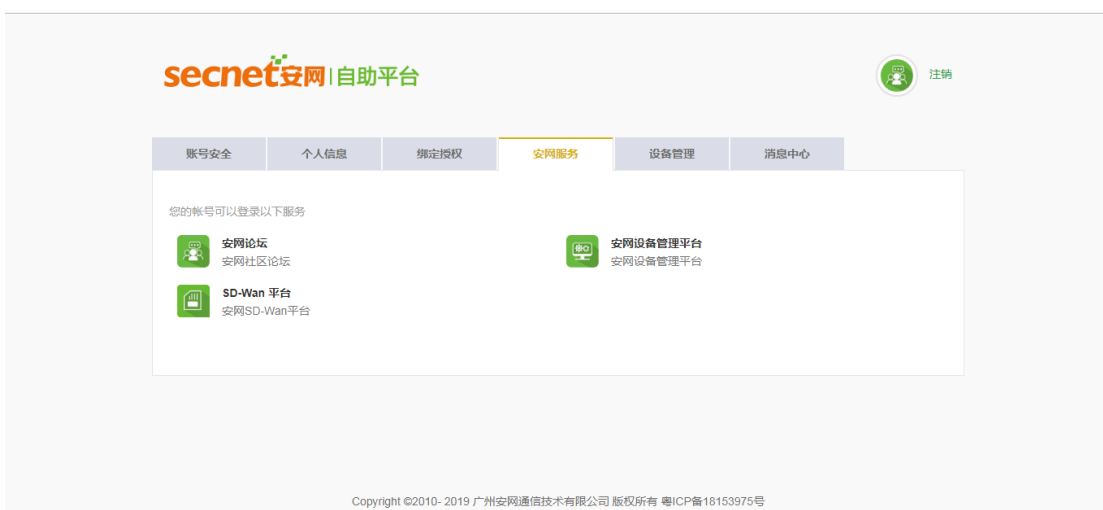 secnet安网 自助平台
注销
账号安全 个人信息 绑定授权 安网服务 设备管理 消息中心
您的帐号可以登录以下服务
安网论坛
安网社区论坛
安网设备管理平台
安网设备管理平台
SD-Wan 平台
安网SD-Wan平台
Copyright ©2010- 2019 广州安网通信技术有限公司 版权所有 粤ICP备18153975号